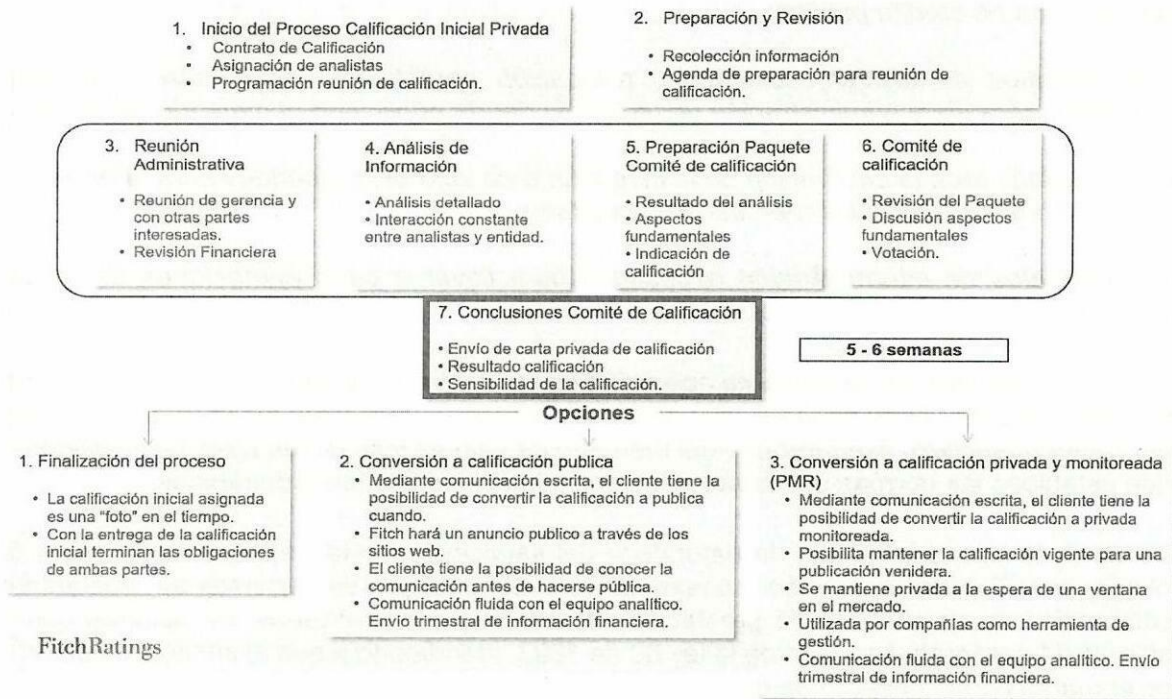 1. Inicio del Proceso Calificación Inicial Privada
• Contrato de Calificación
• Asignación de analistas
• Programación reunión de calificación.
2. Preparación y Revisión
• Recolección información
• Agenda de preparación para reunión de
calificación.
3. Reunión
Administrativa
• Reunión de gerencia y
con otras partes
interesadas.
• Revisión Financiera
4. Análisis de
Información
• Análisis detallado
• Interacción constante
entre analistas y entidad.
5. Preparación Paquete
Comité de calificación
• Resultado del análisis
• Aspectos
fundamentales
• Indicación de
calificación
6. Comité de
calificación
• Revisión del Paquete
• Discusión aspectos
fundamentales
• Votación.
7. Conclusiones Comité de Calificación
• Envío de carta privada de calificación
• Resultado calificación
• Sensibilidad de la calificación.
5 - 6 semanas
Opciones
1. Finalización del proceso
• La calificación inicial asignada
es una "foto" en el tiempo.
• Con la entrega de la calificación
inicial terminan las obligaciones
de ambas partes.
2. Conversión a calificación publica
• Mediante comunicación escrita, el cliente tiene la
posibilidad de convertir la calificación a publica
cuando.
• Fitch hará un anuncio publico a través de los
sitios web.
• El cliente tiene la posibilidad de conocer la
comunicación antes de hacerse pública.
• Comunicación fluida con el equipo analítico.
Envío trimestral de información financiera.
3. Conversión a calificación privada y monitoreada
(PMR)
• Mediante comunicación escrita, el cliente tiene la
posibilidad de convertir la calificación a privada
monitoreada.
• Posibilita mantener la calificación vigente para una
publicación venidera.
• Se mantiene privada a la espera de una ventana
en el mercado.
• Utilizada por compañías como herramienta de
gestión.
• Comunicación fluida con el equipo analítico. Envío
trimestral de información financiera.
FitchRatings